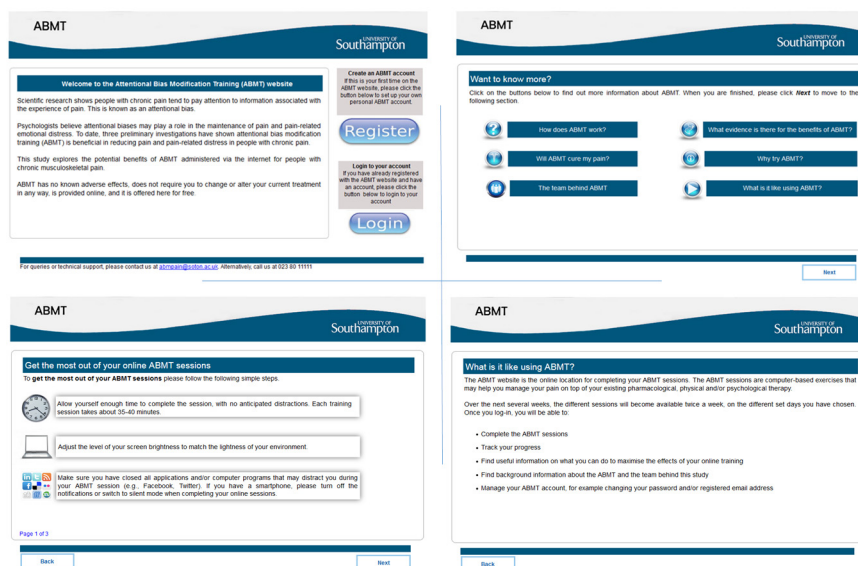 ABMT
UNIVERSITY OF
Southampton
Welcome to the Attentional Bias Modification Training (ABMT) website
Scientific research shows people with chronic pain tend to pay attention to information associated with
the experience of pain. This is known as an attentional bias.
Psychologists believe attentional biases may play a role in the maintenance of pain and pain-related
emotional distress. To date, three preliminary investigations have shown attentional bias modification
training (ABMT) is beneficial in reducing pain and pain-related distress in people with chronic pain.
This study explores the potential benefits of ABMT administered via the internet for people with
chronic musculoskeletal pain.
ABMT has no known adverse effects, does not require you to change or alter your current treatment
in any way, is provided online, and it is offered here for free.
Create an ABMT account
If this is your first time on the
ABMT website, please click the
button below to set up your own
personal ABMT account.
Register
Login to your account
If you have already registered
with the ABMT website and have
an account, please click the
button below to login to your
account
Login
For queries or technical support, please contact us at abmpain@soton.ac.uk. Alternatively, call us at 023 80 11111
ABMT
UNIVERSITY OF
Southampton
Want to know more?
Click on the buttons below to find out more information about ABMT. When you are finished, please click Next to move to the
following section.
How does ABMT work?
What evidence is there for the benefits of ABMT?
Will ABMT cure my pain?
Why try ABMT?
The team behind ABMT
What is it like using ABMT?
Next
ABMT
UNIVERSITY OF
Southampton
Get the most out of your online ABMT sessions
To get the most out of your ABMT sessions please follow the following simple steps.
Allow yourself enough time to complete the session, with no anticipated distractions. Each training
session takes about 35-40 minutes.
Adjust the level of your screen brightness to match the lightness of your environment.
Make sure you have closed all applications and/or computer programs that may distract you during
your ABMT session (e.g., Facebook, Twitter). If you have a smartphone, please turn off the
notifications or switch to silent mode when completing your online sessions.
Page 1 of 3
Back
Next
ABMT
UNIVERSITY OF
Southampton
What is it like using ABMT?
The ABMT website is the online location for completing your ABMT sessions. The ABMT sessions are computer-based exercises that
may help you manage your pain on top of your existing pharmacological, physical and/or psychological therapy.
Over the next several weeks, the different sessions will become available twice a week, on the different set days you have chosen.
Once you log-in, you will be able to:
• Complete the ABMT sessions
• Track your progress
• Find useful information on what you can do to maximise the effects of your online training
• Find background information about the ABMT and the team behind this study
• Manage your ABMT account, for example changing your password and/or registered email address
Back